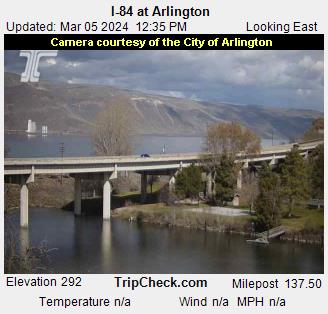 I-84 at Arlington
Updated: Mar 05 2024 12:35 PM Looking East
Camera courtesy of the City of Arlington
Elevation 292 TripCheck.com Milepost 137.50
Temperature n/a Wind n/a MPH n/a